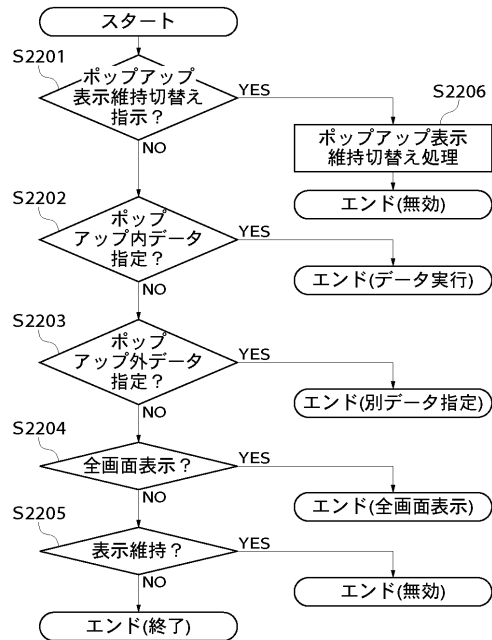 スタート
S2201
ポップアップ
表示維持切替え
指示？
YES
NO
S2206
ポップアップ表示
維持切替え処理
エンド(無効)
S2202
ポップ
アップ内データ
指定？
YES
NO
エンド(データ実行)
S2203
ポップ
アップ外データ
指定？
YES
NO
エンド(別データ指定)
S2204
全画面表示？
YES
NO
エンド(全画面表示)
S2205
表示維持？
YES
NO
エンド(無効)
エンド(終了)